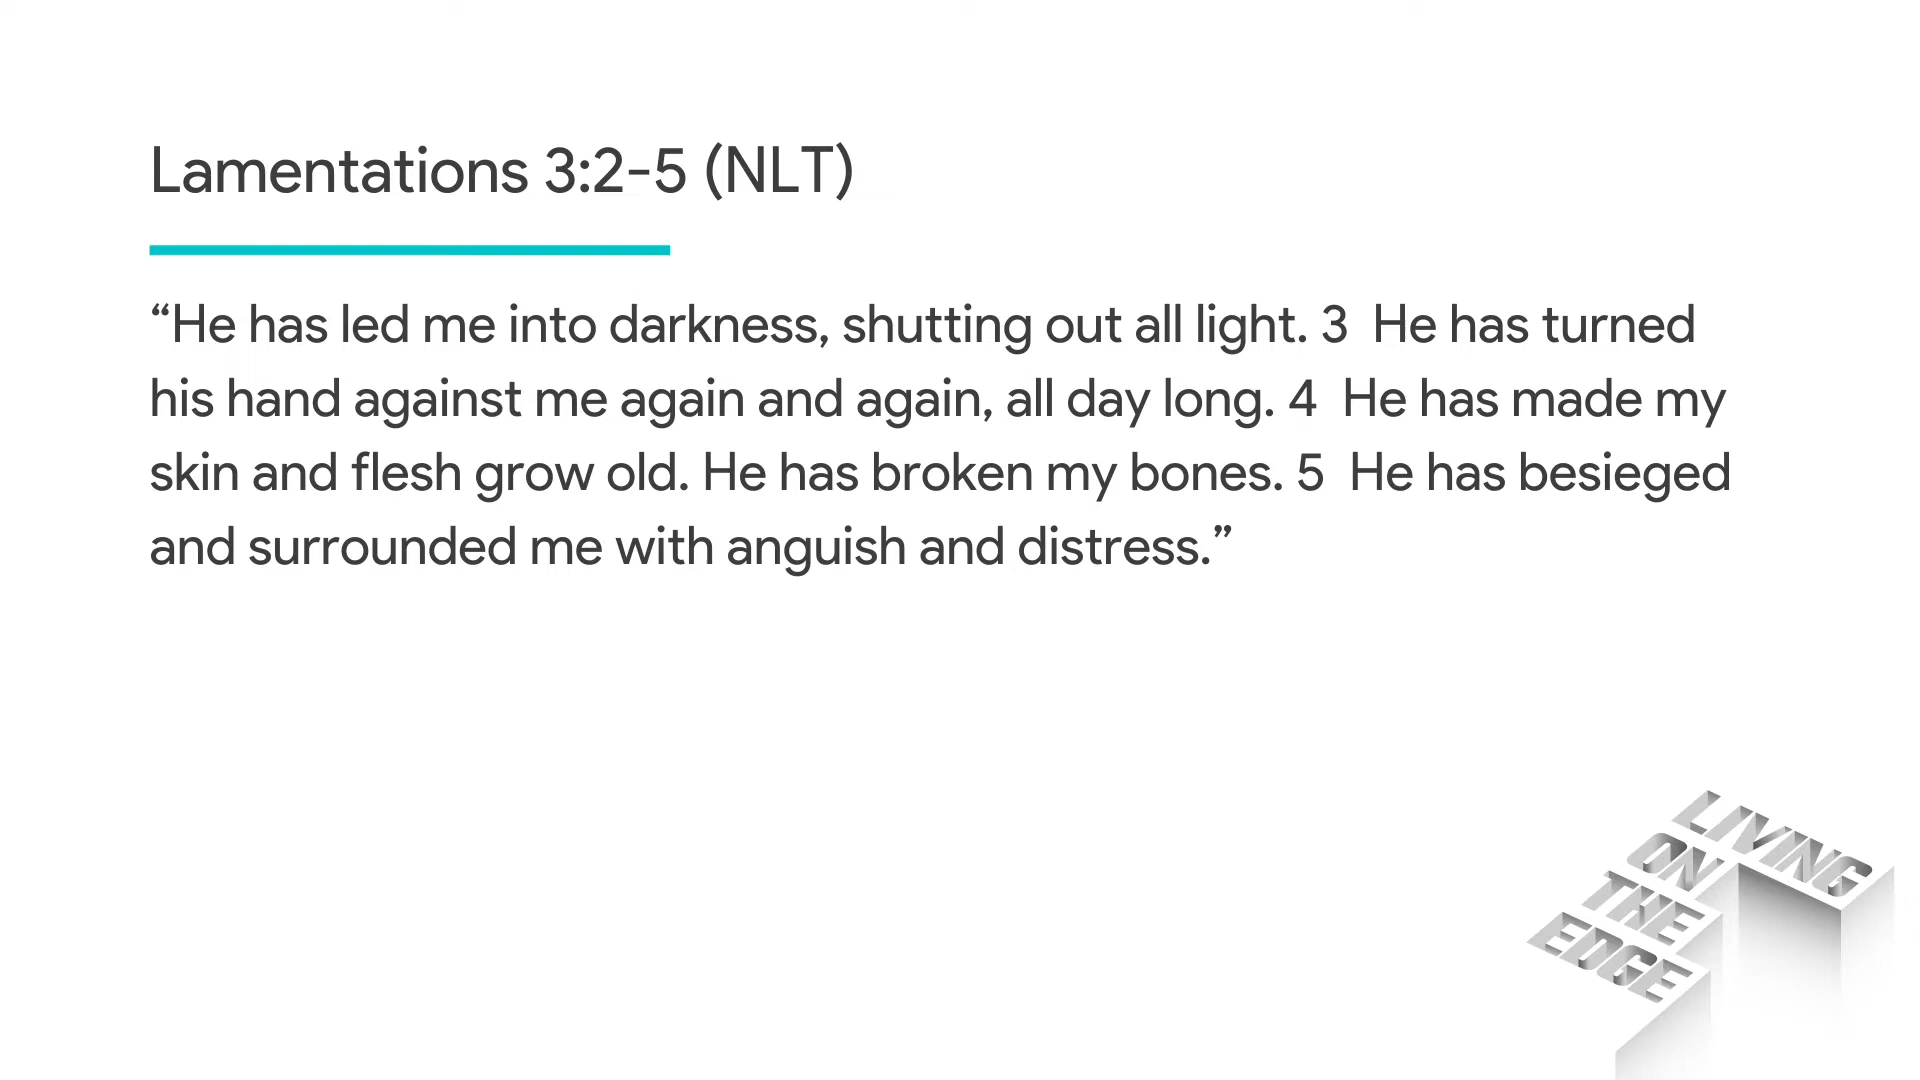 Lamentations 3:2-5 (NLT)
“He has led me into darkness, shutting out all light. 3  He has turned
his hand against me again and again, all day long. 4  He has made my
skin and flesh grow old. He has broken my bones. 5  He has besieged
and surrounded me with anguish and distress.”
LIVING
ON
THE
EDGE